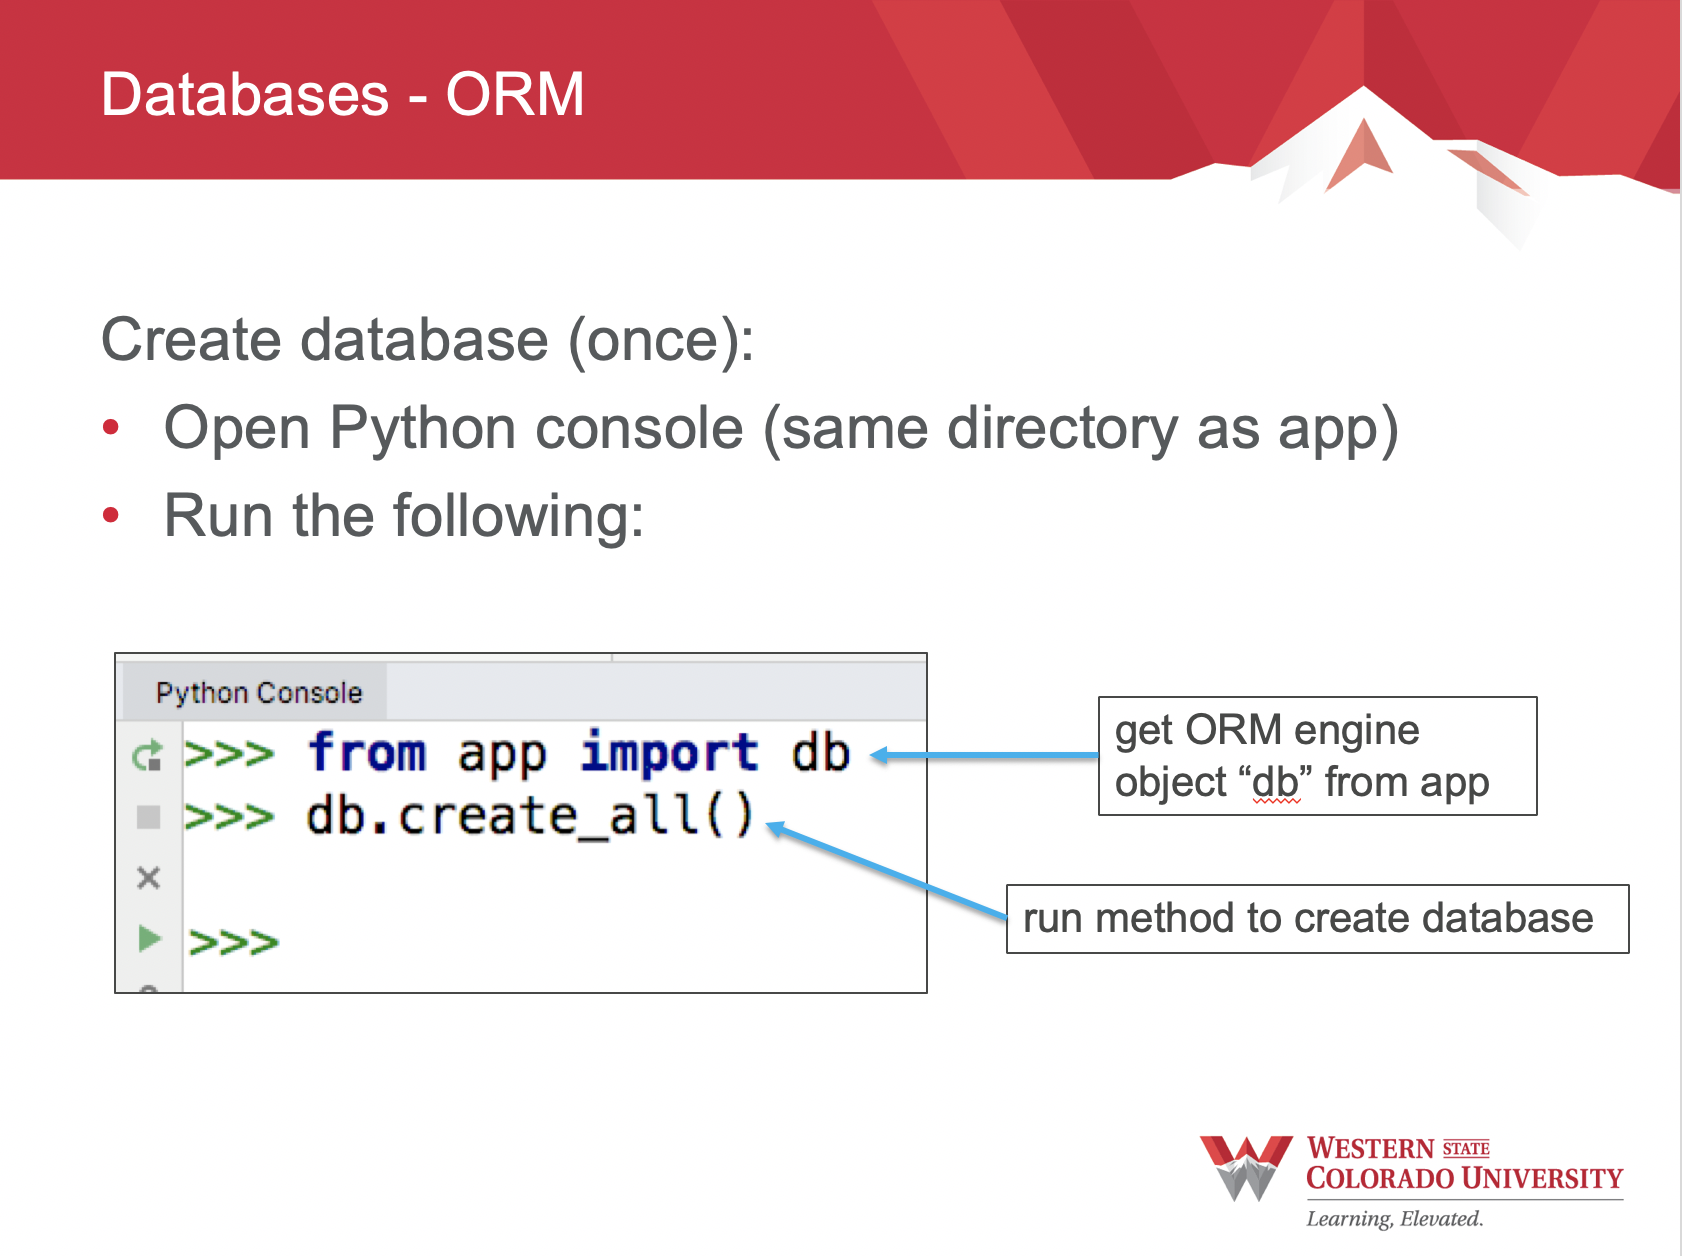 Databases - ORM
Create database (once):
• Open Python console (same directory as app)
• Run the following:
Python Console
>>> from app import db
>>> db.create_all()
>>>
get ORM engine
object “db” from app
run method to create database
WESTERN STATE
COLORADO UNIVERSITY
Learning, Elevated.